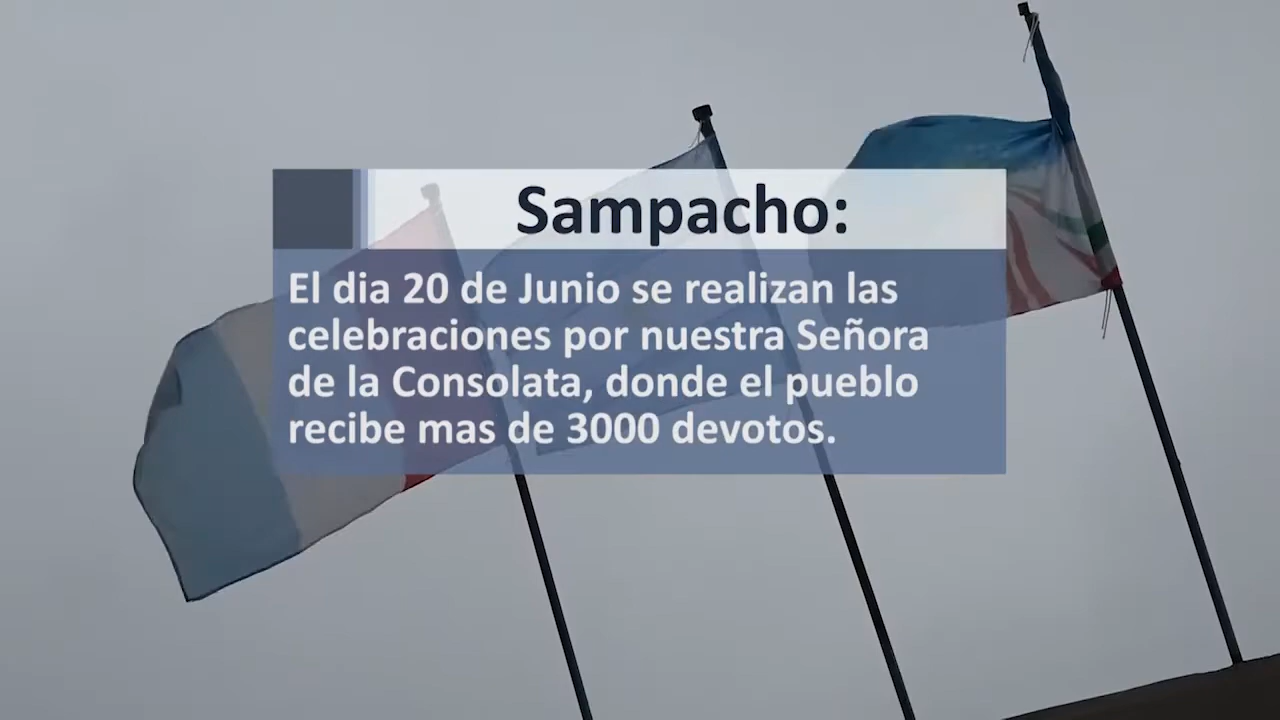 Sampacho:
El dia 20 de Junio se realizan las
celebraciones por nuestra Señora
de la Consolata, donde el pueblo
recibe mas de 3000 devotos.